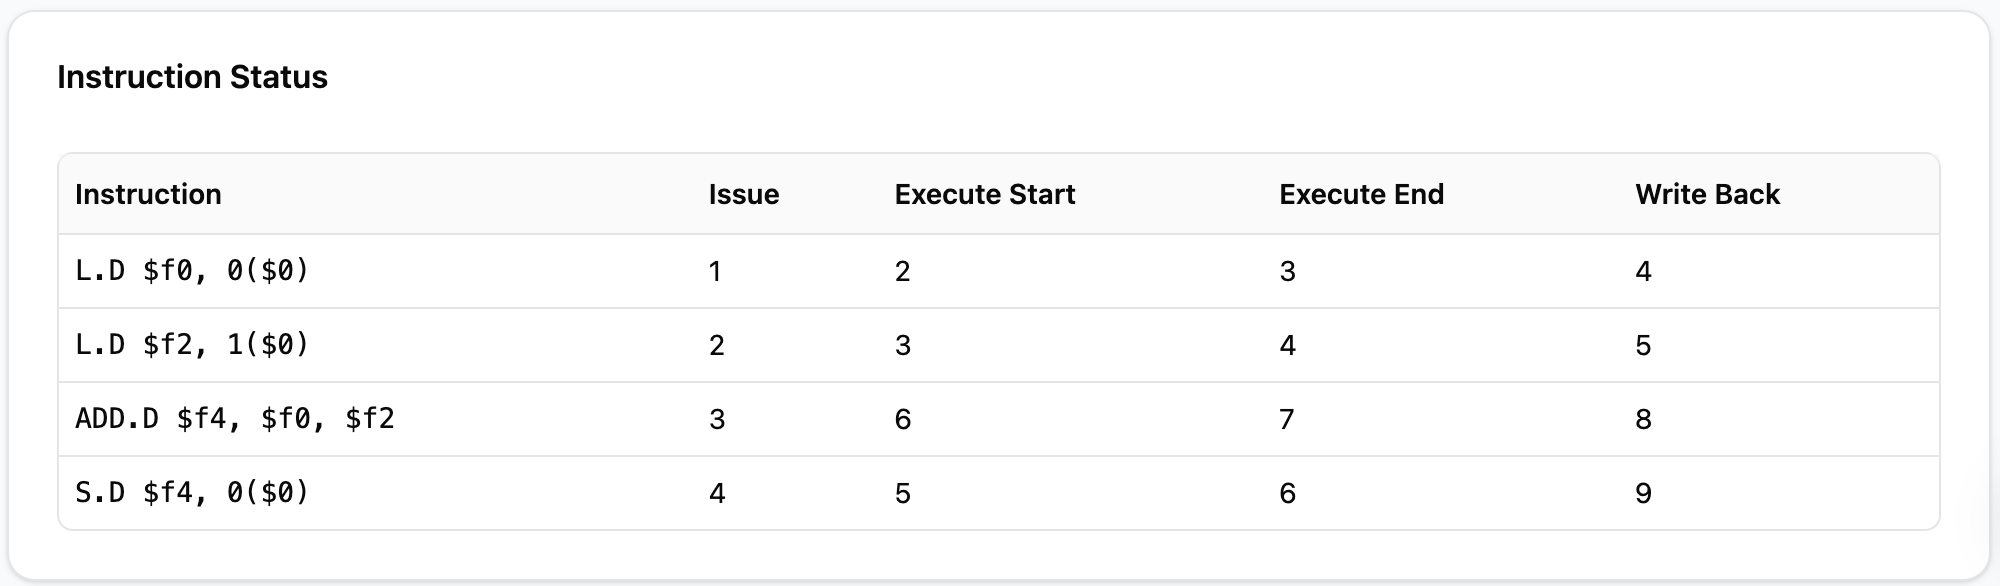 Instruction Status
Instruction Issue Execute Start Execute End Write Back
L.D $f0, 0($0) 1 2 3 4
L.D $f2, 1($0) 2 3 4 5
ADD.D $f4, $f0, $f2 3 6 7 8
S.D $f4, 0($0) 4 5 6 9